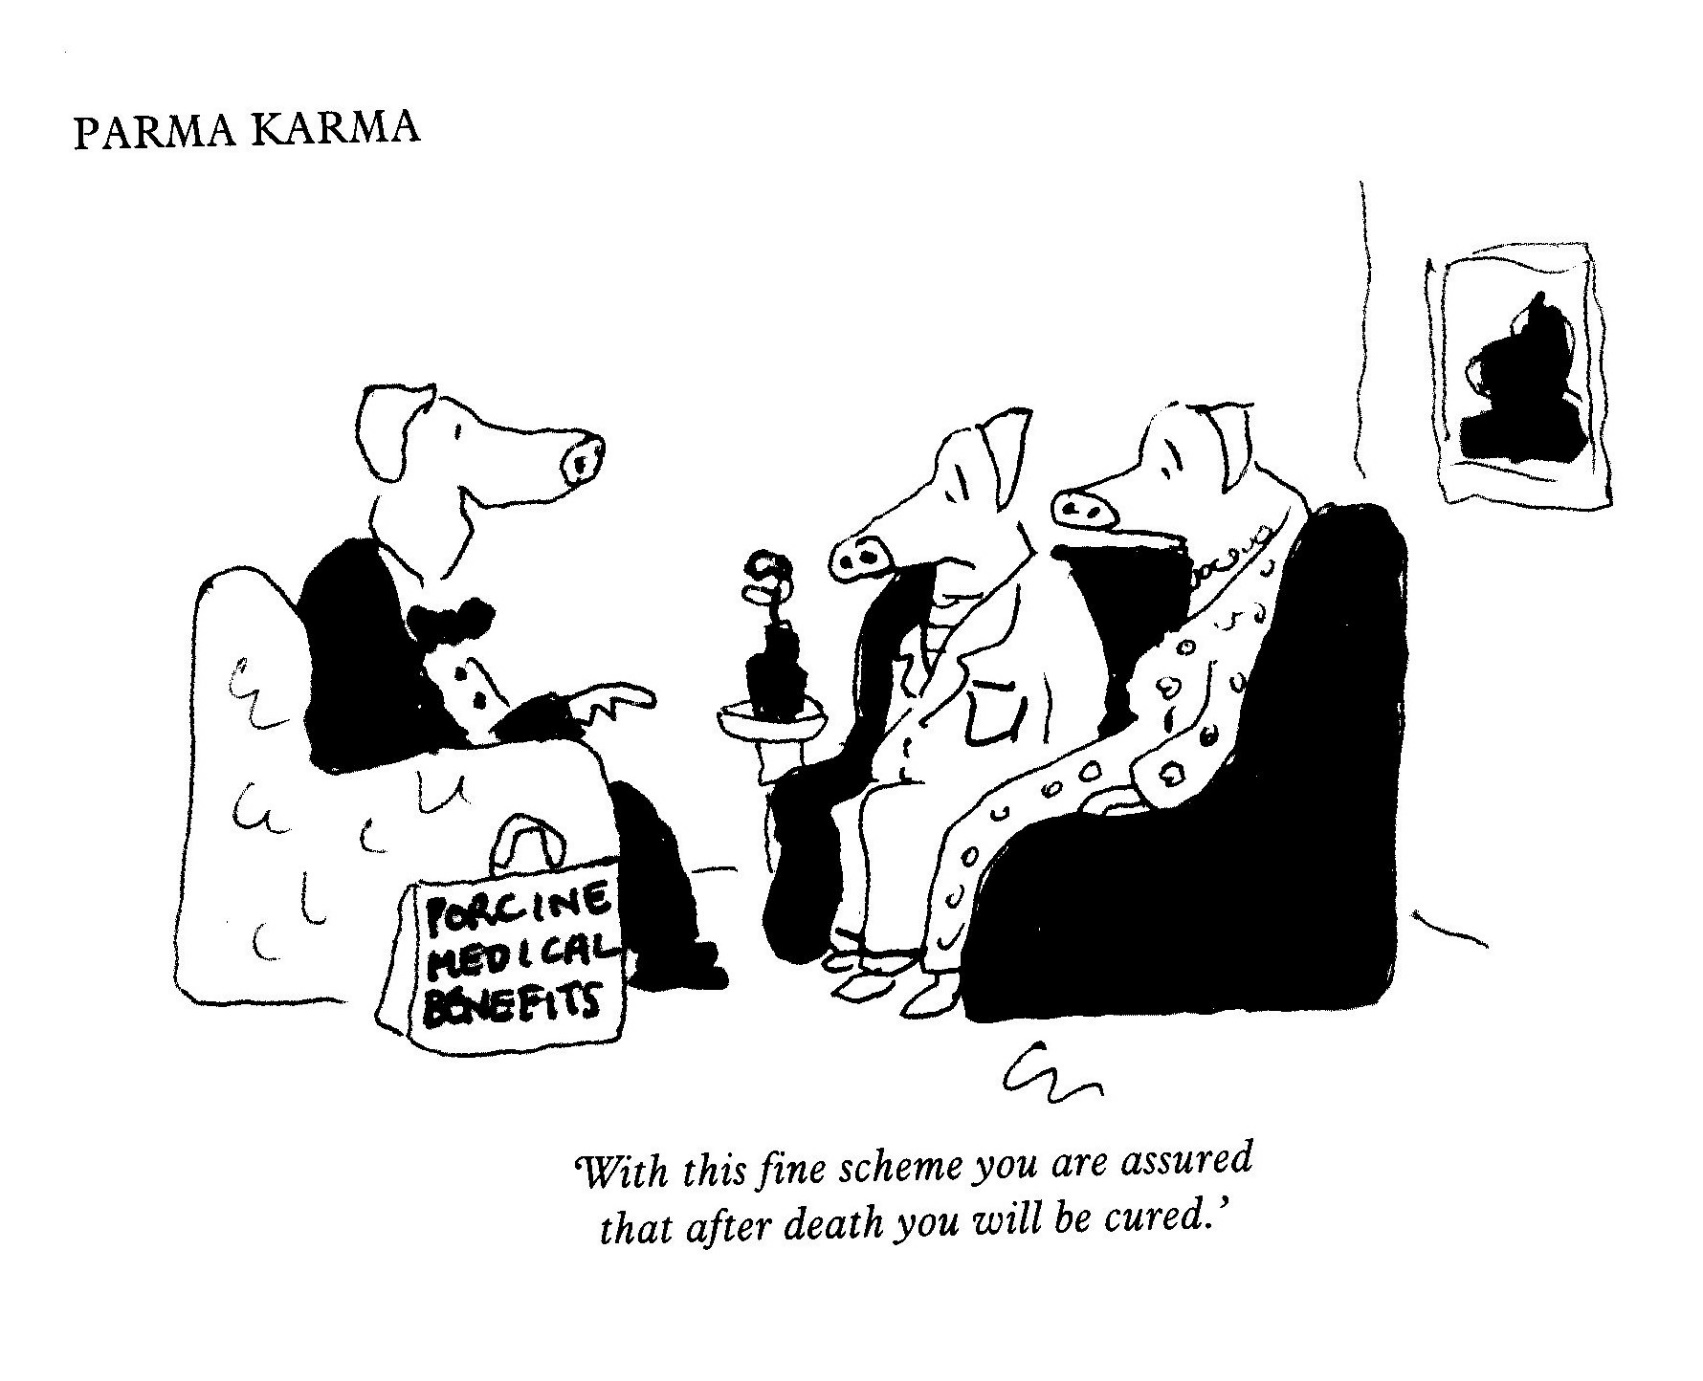 PARMA KARMA
PORCINE
MEDICAL
BENEFITS
‘With this fine scheme you are assured
that after death you will be cured.’